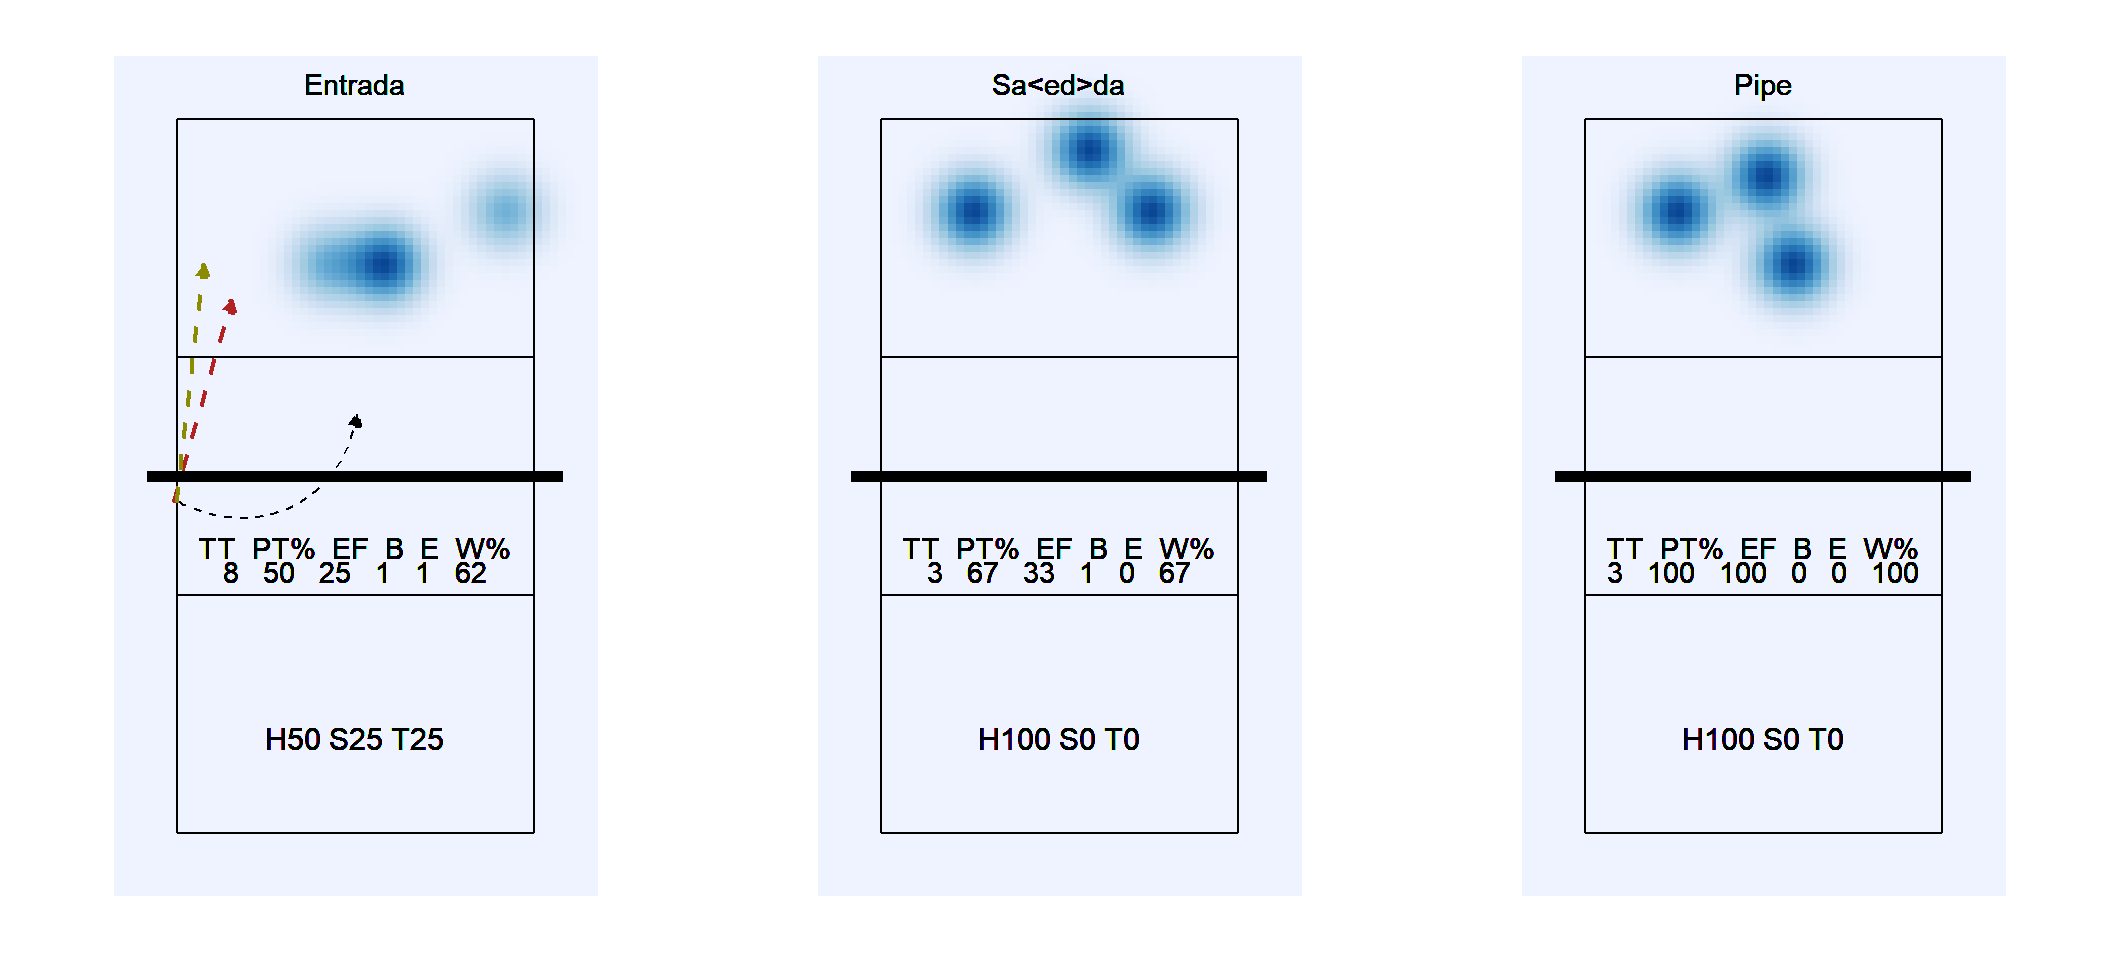 Entrada
TT PT% EF B E W%
8 50 25 1 1 62
H50 S25 T25
Sa<ed>da
TT PT% EF B E W%
3 67 33 1 0 67
H100 S0 T0
Pipe
TT PT% EF B E W%
3 100 100 0 0 100
H100 S0 T0